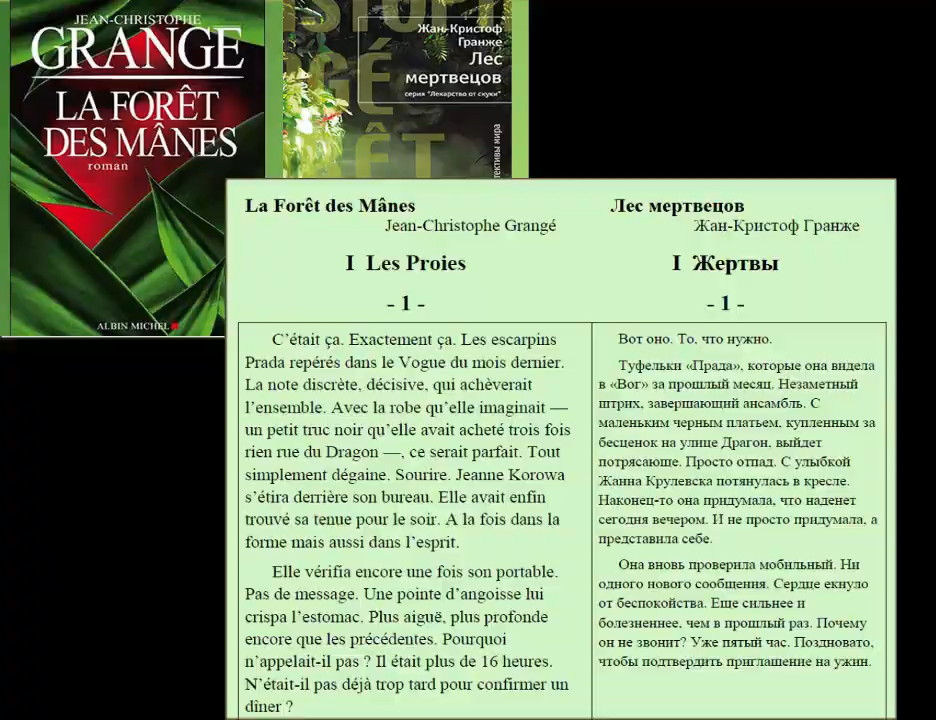 JEAN-CHRISTOPHE
GRANGÉ
LA FORÊT
DES MÂNES
roman
ALBIN MICHEL
Жан-Кристоф
Гранже
Лес
мертвецов
серия "Лекарство от скуки"
La Forêt des Mânes
Jean-Christophe Grangé
I Les Proies
- 1 -
C’était ça. Exactement ça. Les escarpins
Prada repérés dans le Vogue du mois dernier.
La note discrète, décisive, qui achèverait
l’ensemble. Avec la robe qu’elle imaginait —
un petit truc noir qu’elle avait acheté trois fois
rien rue du Dragon —, ce serait parfait. Tout
simplement dégaine. Sourire. Jeanne Korowa
s’étira derrière son bureau. Elle avait enfin
trouvé sa tenue pour le soir. A la fois dans la
forme mais aussi dans l’esprit.
Elle vérifia encore une fois son portable.
Pas de message. Une pointe d’angoisse lui
crispa l’estomac. Plus aiguë, plus profonde
encore que les précédentes. Pourquoi
n’appelait-il pas ? Il était plus de 16 heures.
N’était-il pas déjà trop tard pour confirmer un
dîner ?
Лес мертвецов
Жан-Кристоф Гранже
I Жертвы
- 1 -
Вот оно. То, что нужно.
Туфельки «Прада», которые она видела
в «Вог» за прошлый месяц. Незаметный
штрих, завершающий ансамбль. С
маленьким черным платьем, купленным за
бесценок на улице Драгон, выйдет
потрясающе. Просто отпад. С улыбкой
Жанна Крулевска потянулась в кресле.
Наконец-то она придумала, что наденет
сегодня вечером. И не просто придумала, а
представила себе.
Она вновь проверила мобильный. Ни
одного нового сообщения. Сердце екнуло
от беспокойства. Еще сильнее и
болезненнее, чем в прошлый раз. Почему
он не звонит? Уже пятый час. Поздновато,
чтобы подтвердить приглашение на ужин.